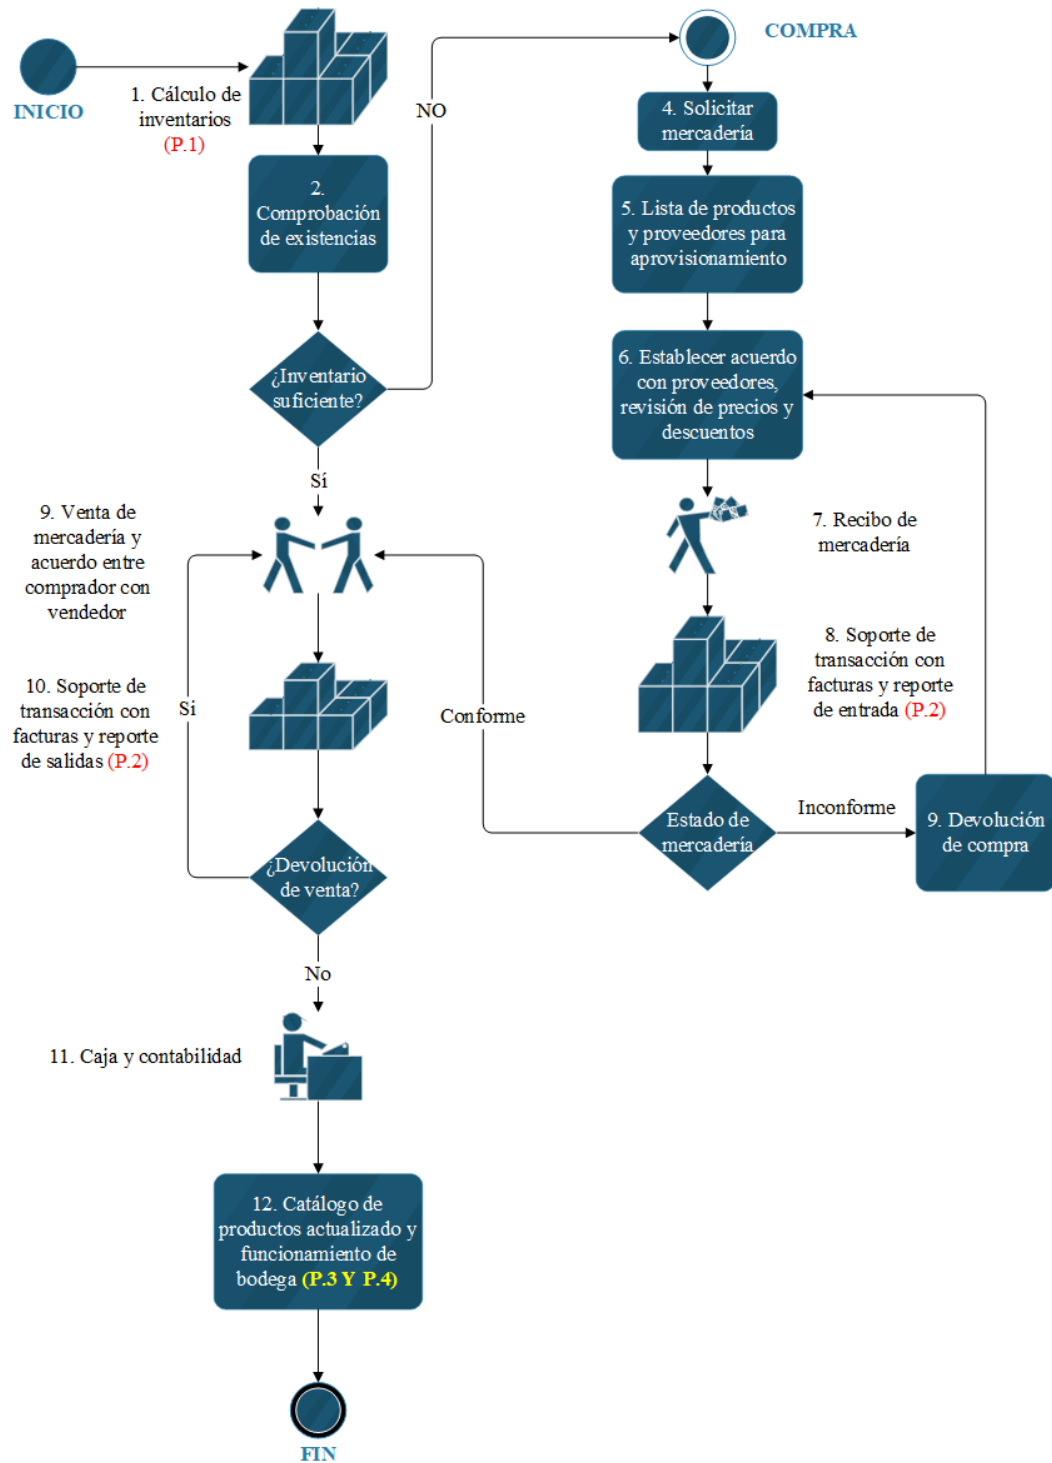 INICIO
1. Cálculo de
inventarios
(P.1)
2.
Comprobación
de existencias
¿Inventario
suficiente?
NO
Sí
COMPRA
4. Solicitar
mercadería
5. Lista de productos
y proveedores para
aprovisionamiento
6. Establecer acuerdo
con proveedores,
revisión de precios y
descuentos
7. Recibo de
mercadería
8. Soporte de
transacción con
facturas y reporte
de entrada (P.2)
Estado de
mercadería
Inconforme
9. Devolución
de compra
Conforme
9. Venta de
mercadería y
acuerdo entre
comprador con
vendedor
10. Soporte de
transacción con
facturas y reporte
de salidas (P.2)
Si
¿Devolución
de venta?
No
11. Caja y contabilidad
12. Catálogo de
productos actualizado y
funcionamiento de
bodega (P.3 Y P.4)
FIN